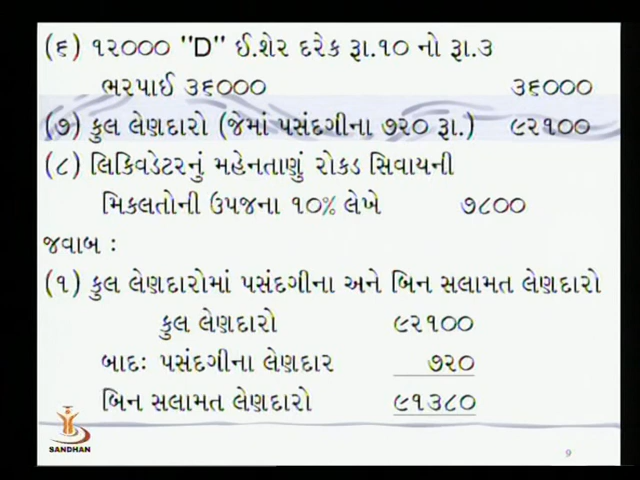 (૬) ૧૨૦૦૦ "D" ઈ.શેર દરેક રૂા.૧૦ નો રૂા.૩
ભરપાઈ ૩૬૦૦૦ ૩૬૦૦૦
(૭) કુલ લેણદારો (જેમાં પસંદગીના ૭૨૦ રૂા.) ૯૨૧૦૦
(૮) લિકિવડેટરનું મહેનતાણું રોકડ સિવાયની
મિકલતોની ઉપજના ૧૦% લેખે ૭૮૦૦
જવાબ :
(૧) કુલ લેણદારોમાં પસંદગીના અને બિન સલામત લેણદારો
કુલ લેણદારો ૯૨૧૦૦
બાદઃ પસંદગીના લેણદાર ૭૨૦
બિન સલામત લેણદારો ૯૧૩૮૦
SANDHAN
9